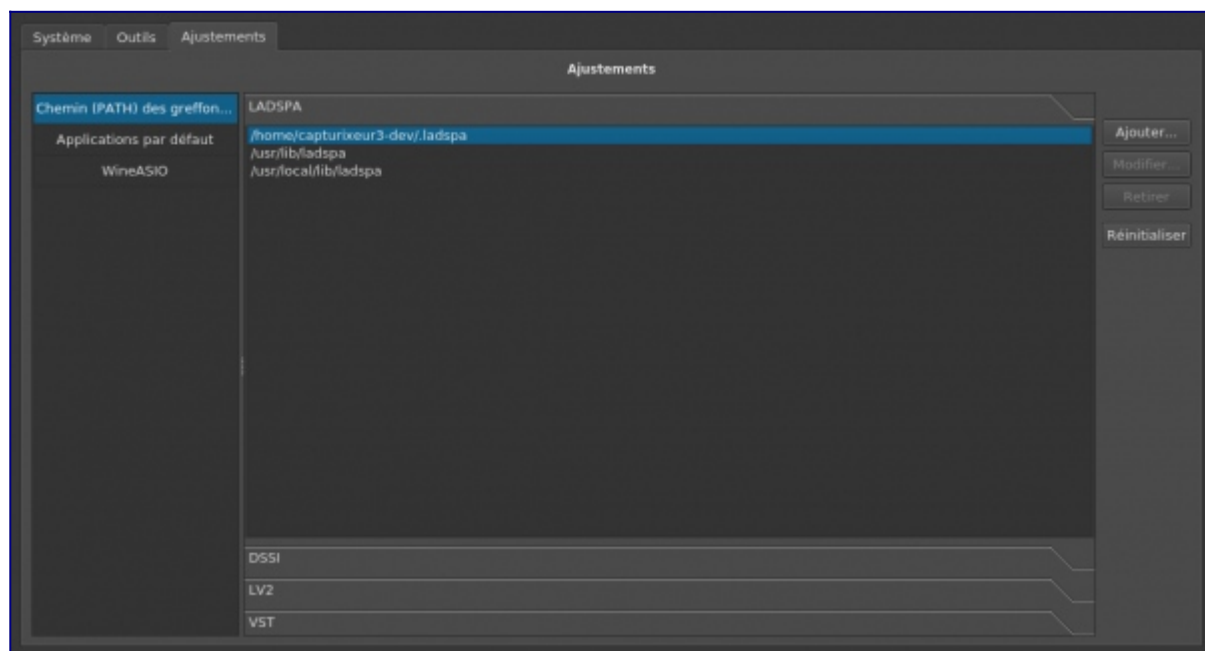 Système Outils Ajustements
Ajustements
Chemin (PATH) des greffon...
Applications par défaut
WineASIO
LADSPA
/home/capturixeur3-dev/.ladspa
/usr/lib/ladspa
/usr/local/lib/ladspa
DSSI
LV2
VST
Ajouter...
Modifier...
Retirer
Réinitialiser